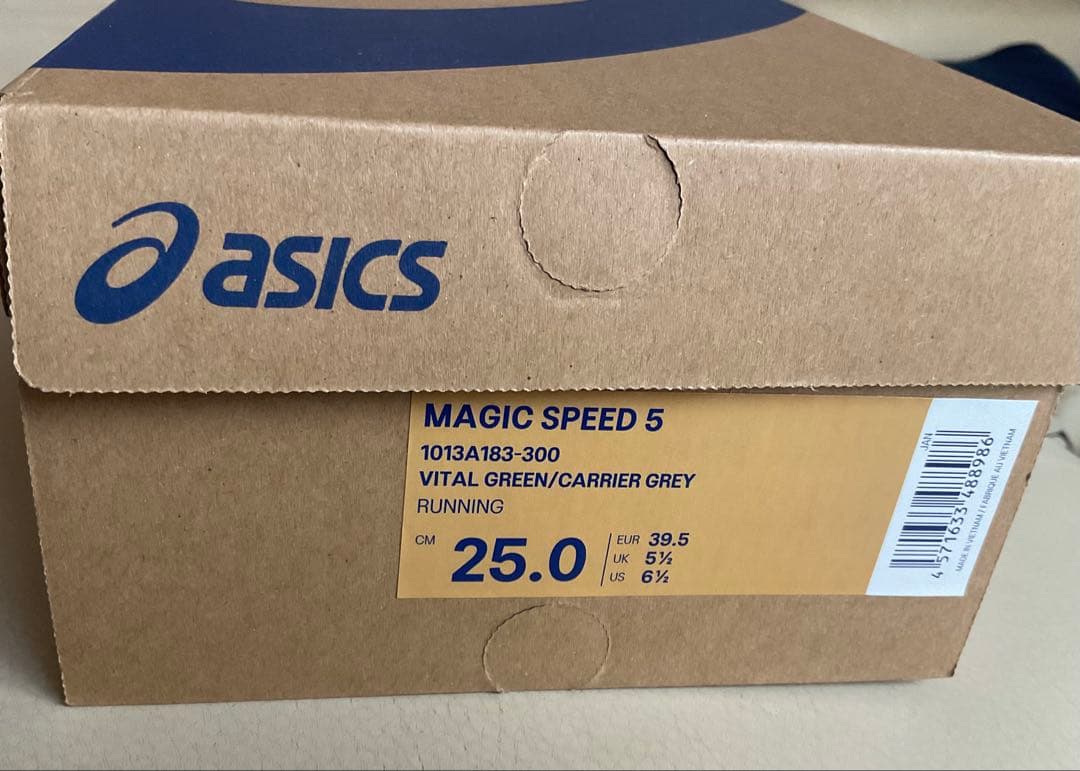 asics
MAGIC SPEED 5
1013A183-300
VITAL GREEN/CARRIER GREY
RUNNING
CM 25.0
EUR 39.5
UK 5½
US 6½
JAN
4 571633 488986
MADE IN VIETNAM / FABRIQUÉ AU VIETNAM